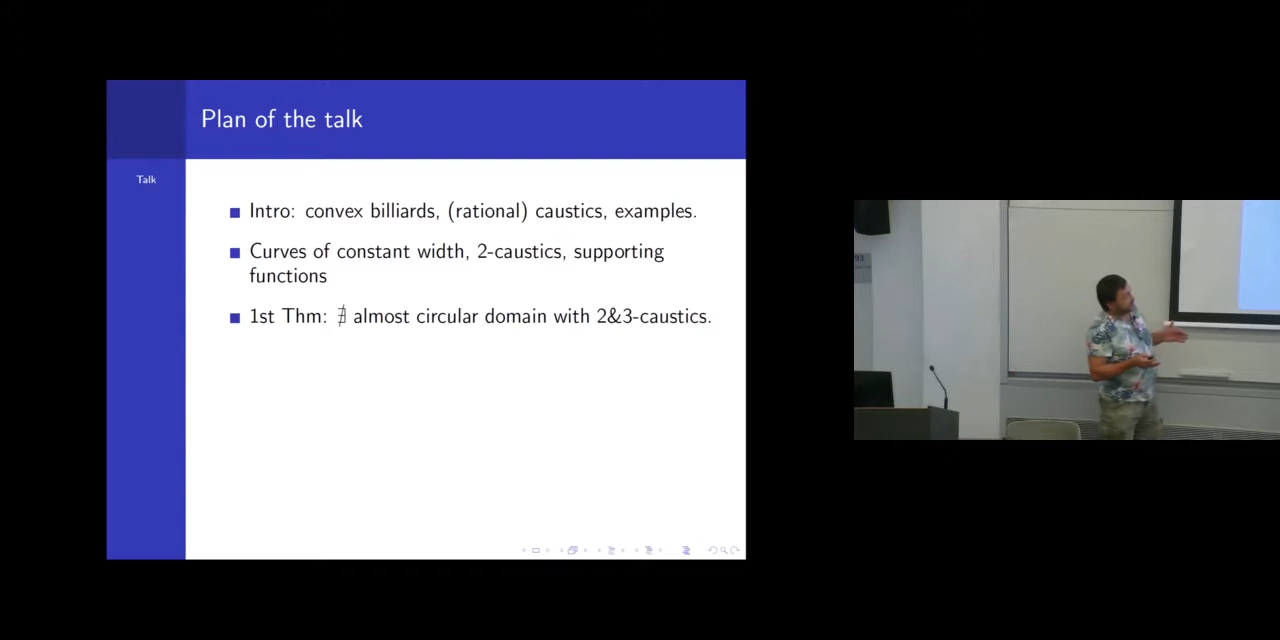 Plan of the talk
Talk
Intro: convex billiards, (rational) caustics, examples.
Curves of constant width, 2-caustics, supporting
functions
1st Thm: ∄ almost circular domain with 2&3-caustics.
93